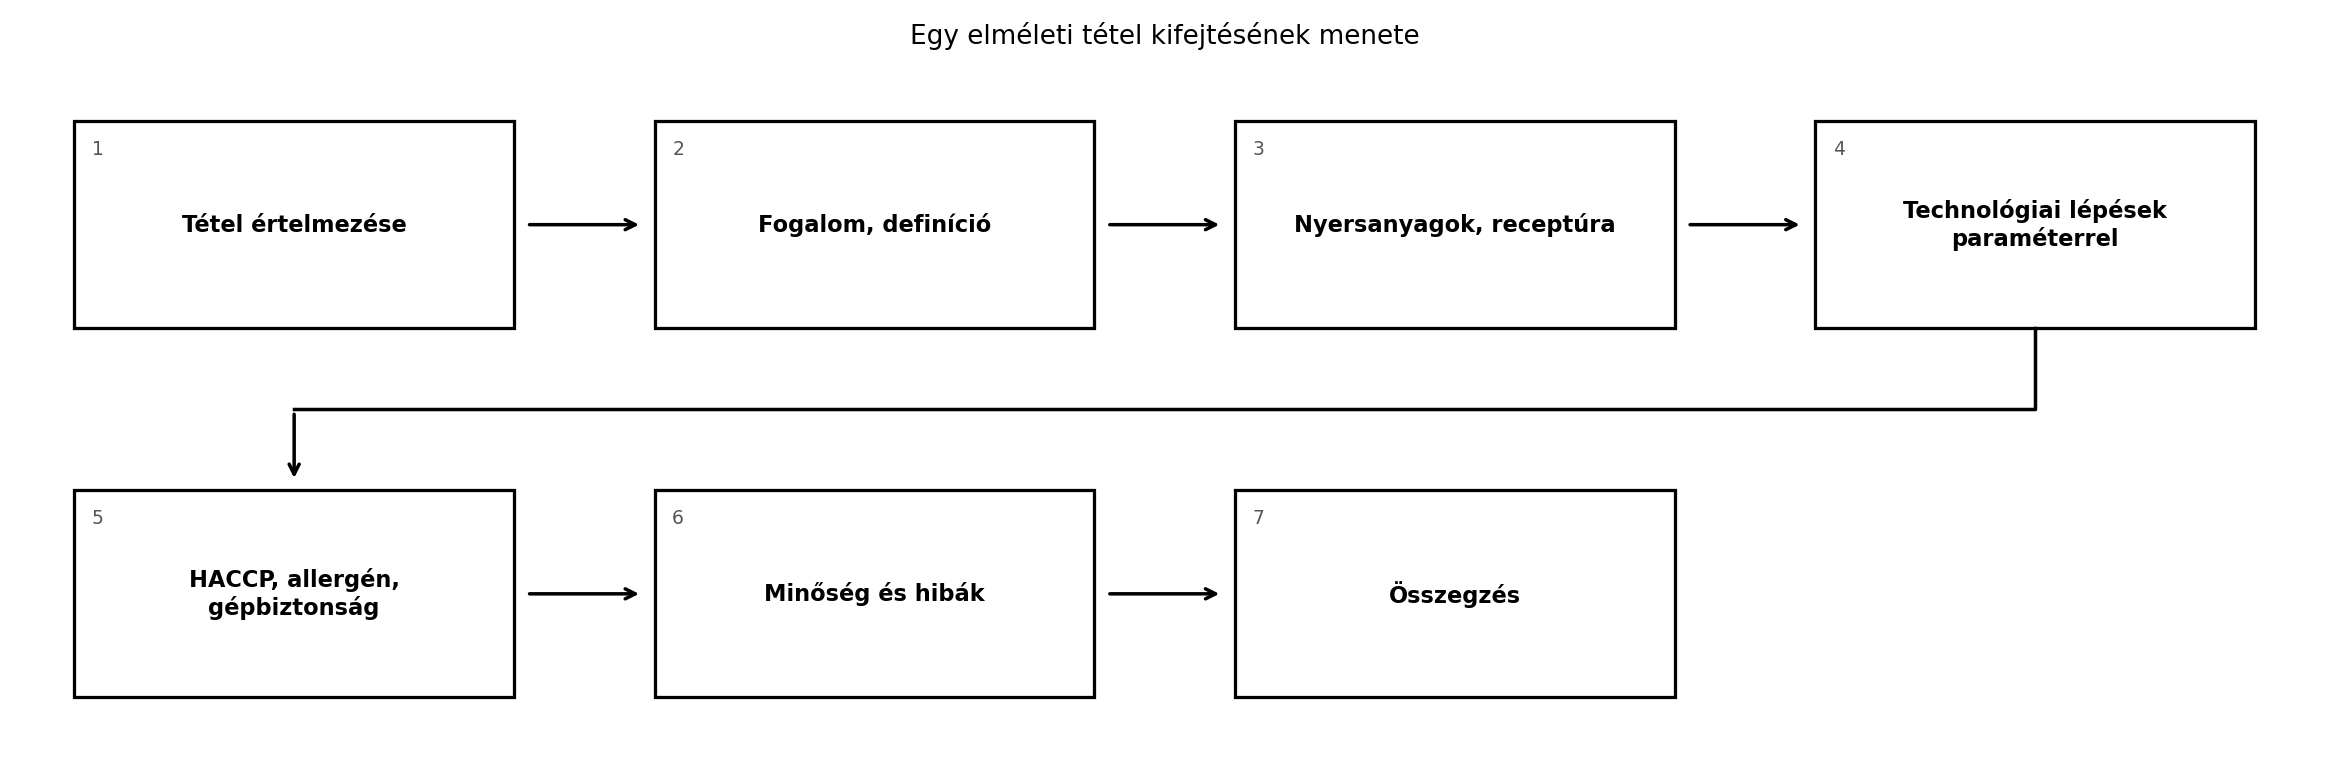 Egy elméleti tétel kifejtésének menete
1
Tétel értelmezése
2
Fogalom, definíció
3
Nyersanyagok, receptúra
4
Technológiai lépések
paraméterrel
5
HACCP, allergén,
gépbiztonság
6
Minőség és hibák
7
Összegzés